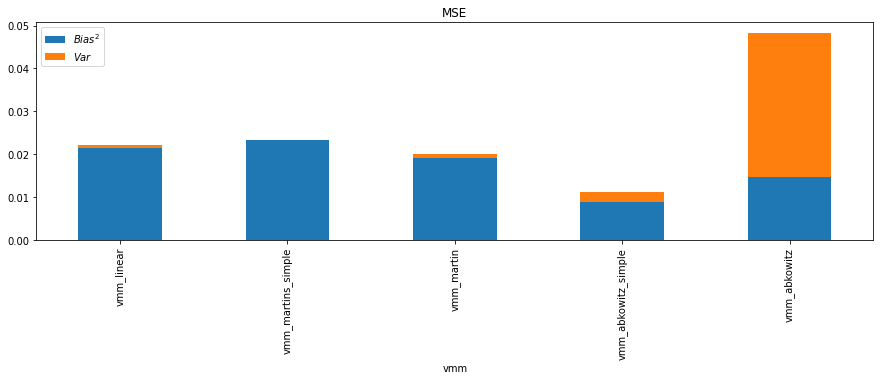 MSE
Bias²
Var
0.05
0.04
0.03
0.02
0.01
0.00
vmm_linear
vmm_martins_simple
vmm_martin
vmm_abkowitz_simple
vmm_abkowitz
vmm